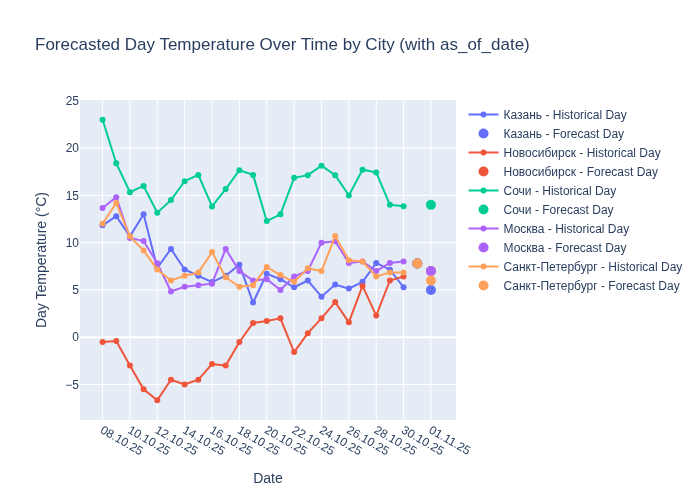 Forecasted Day Temperature Over Time by City (with as_of_date)
25
20
15
10
5
0
−5
Day Temperature (°C)
08.10.25
10.10.25
12.10.25
14.10.25
16.10.25
18.10.25
20.10.25
22.10.25
24.10.25
26.10.25
28.10.25
30.10.25
01.11.25
Date
Казань - Historical Day
Казань - Forecast Day
Новосибирск - Historical Day
Новосибирск - Forecast Day
Сочи - Historical Day
Сочи - Forecast Day
Москва - Historical Day
Москва - Forecast Day
Санкт-Петербург - Historical Day
Санкт-Петербург - Forecast Day